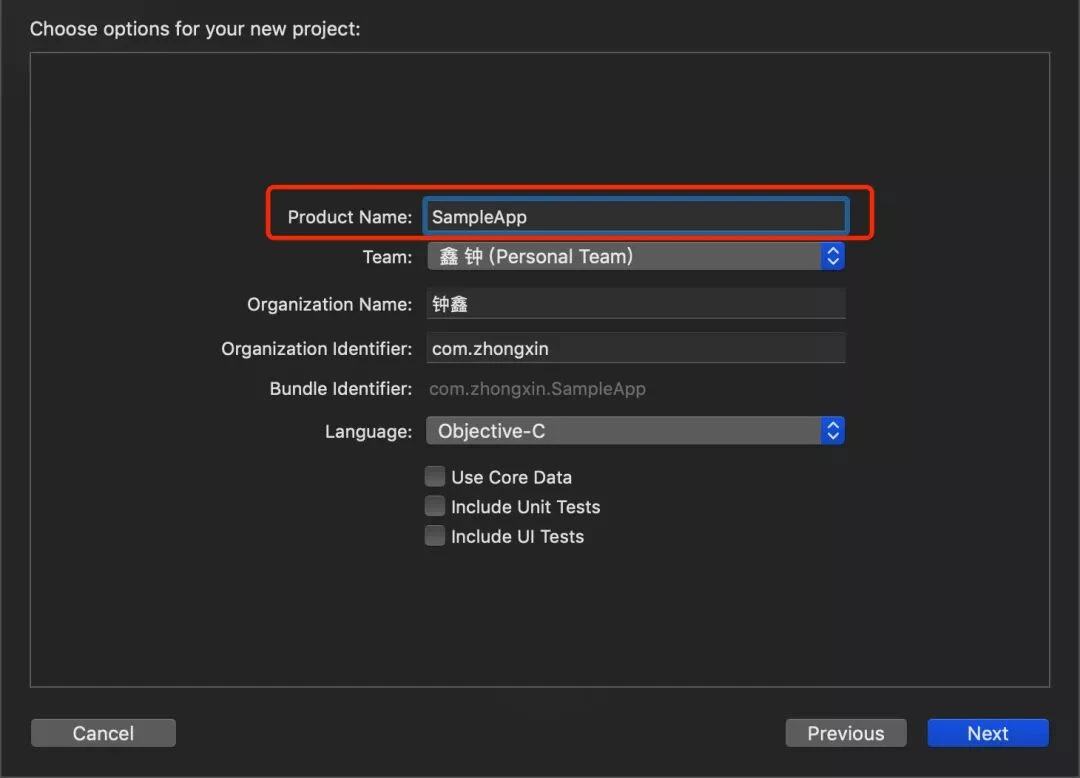 Choose options for your new project:
Product Name: SampleApp
Team: 鑫 钟 (Personal Team)
Organization Name: 钟鑫
Organization Identifier: com.zhongxin
Bundle Identifier: com.zhongxin.SampleApp
Language: Objective-C
Use Core Data
Include Unit Tests
Include UI Tests
Cancel Previous Next